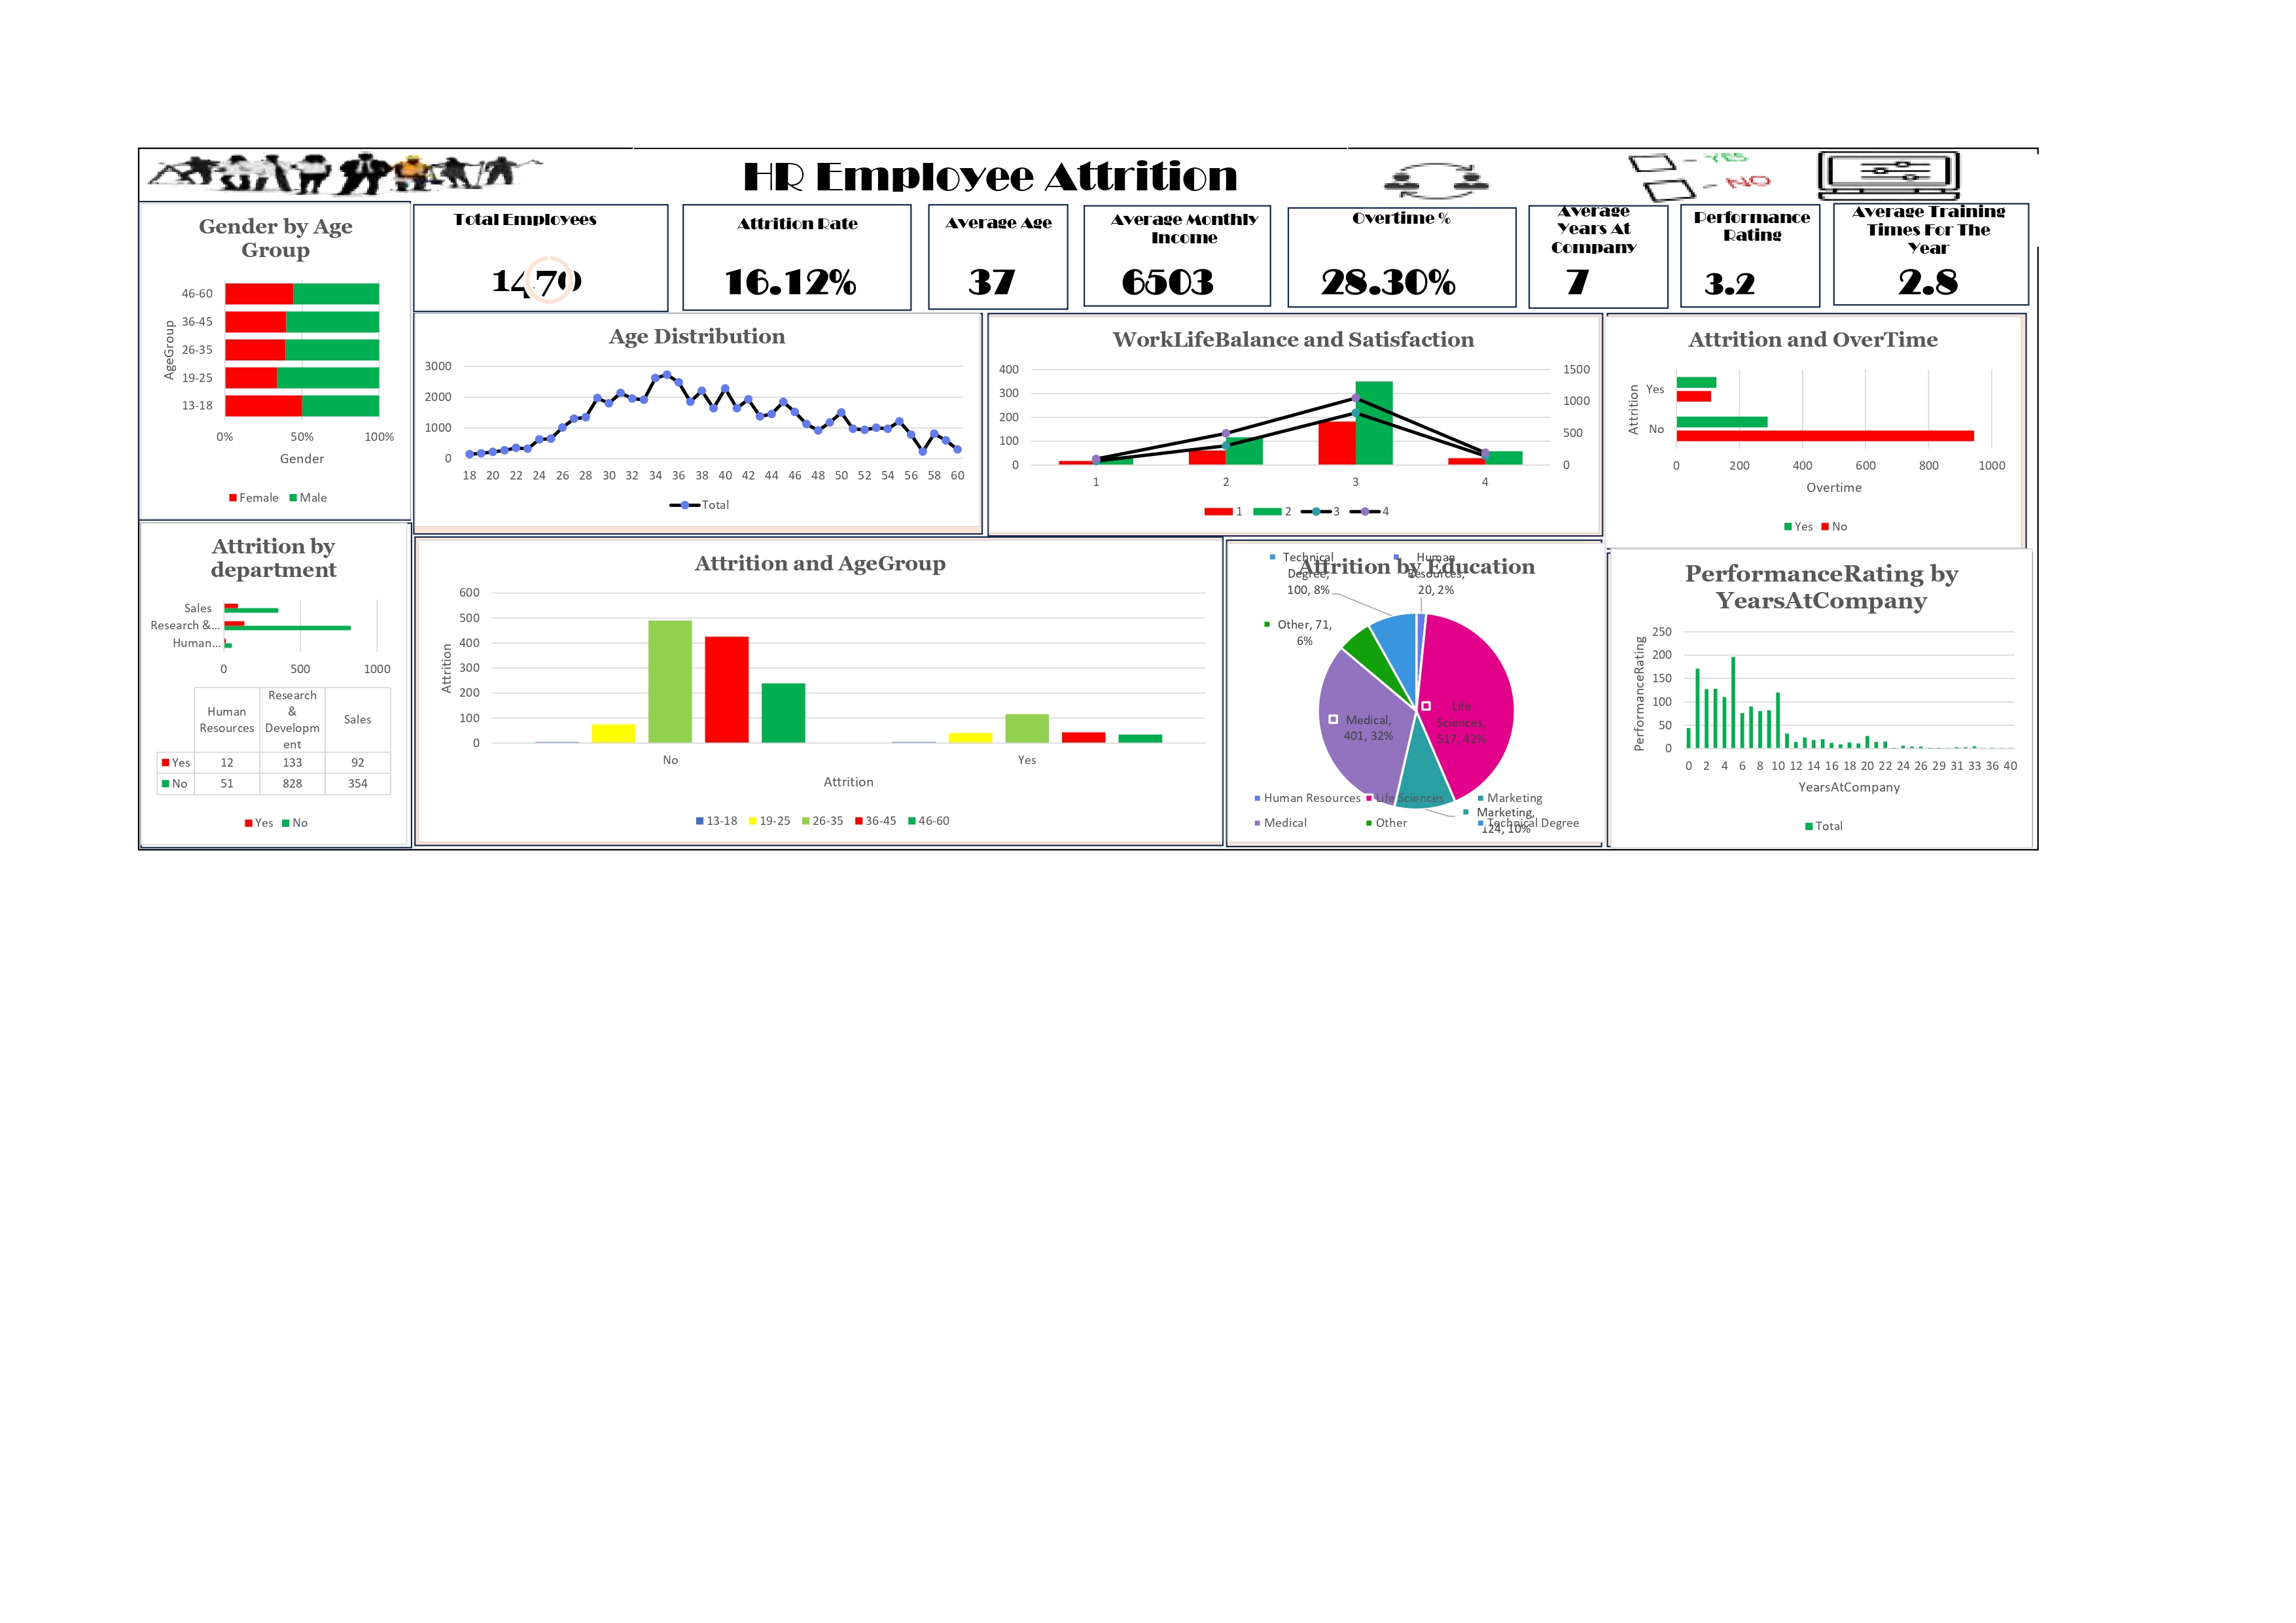 HR Employee Attrition
- YES
- NO
Gender by Age
Group
46-60
36-45
26-35
19-25
13-18
AgeGroup
0% 50% 100%
Gender
Female Male
Total Employees
1470
Attrition Rate
16.12%
Average Age
37
Average Monthly
Income
6503
Overtime %
28.30%
Average
Years At
Company
7
Performance
Rating
3.2
Average Training
Times For The
Year
2.8
Age Distribution
3000
2000
1000
0
18 20 22 24 26 28 30 32 34 36 38 40 42 44 46 48 50 52 54 56 58 60
Total
WorkLifeBalance and Satisfaction
400
300
200
100
0
1500
1000
500
0
1 2 3 4
1 2 3 4
Attrition and OverTime
Attrition
Yes
No
0 200 400 600 800 1000
Overtime
Yes No
Attrition by
department
Sales
Research &...
Human...
0 500 1000
Human
Resources
Research
&
Developm
ent
Sales
Yes 12 133 92
No 51 828 354
Yes No
Attrition and AgeGroup
600
500
400
300
200
100
0
Attrition
No Yes
Attrition
13-18 19-25 26-35 36-45 46-60
Attrition by Education
Technical
Degree,
100, 8%
Human
Resources,
20, 2%
Other, 71,
6%
Medical,
401, 32%
Life
Sciences,
517, 42%
Marketing,
124, 10%
Human Resources Life Sciences Marketing
Medical Other Technical Degree
PerformanceRating by
YearsAtCompany
250
200
150
100
50
0
PerformanceRating
0 2 4 6 8 10 12 14 16 18 20 22 24 26 29 31 33 36 40
YearsAtCompany
Total